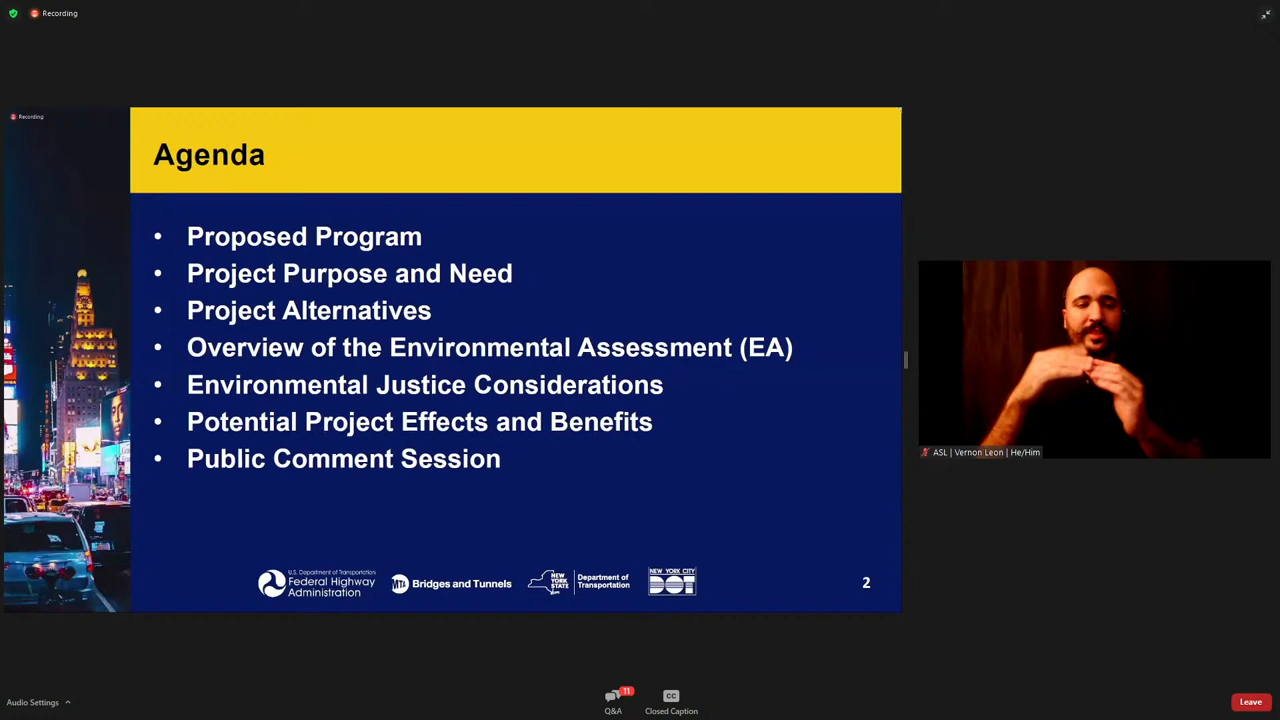 Recording
Recording
Agenda
• Proposed Program
• Project Purpose and Need
• Project Alternatives
• Overview of the Environmental Assessment (EA)
• Environmental Justice Considerations
• Potential Project Effects and Benefits
• Public Comment Session
U.S. Department of Transportation
Federal Highway
Administration
MTA Bridges and Tunnels
NEW
YORK
STATE
Department of
Transportation
NEW YORK CITY
DOT
2
ASL | Vernon Leon | He/Him
Audio Settings
11
Q&A
CC
Closed Caption
Leave